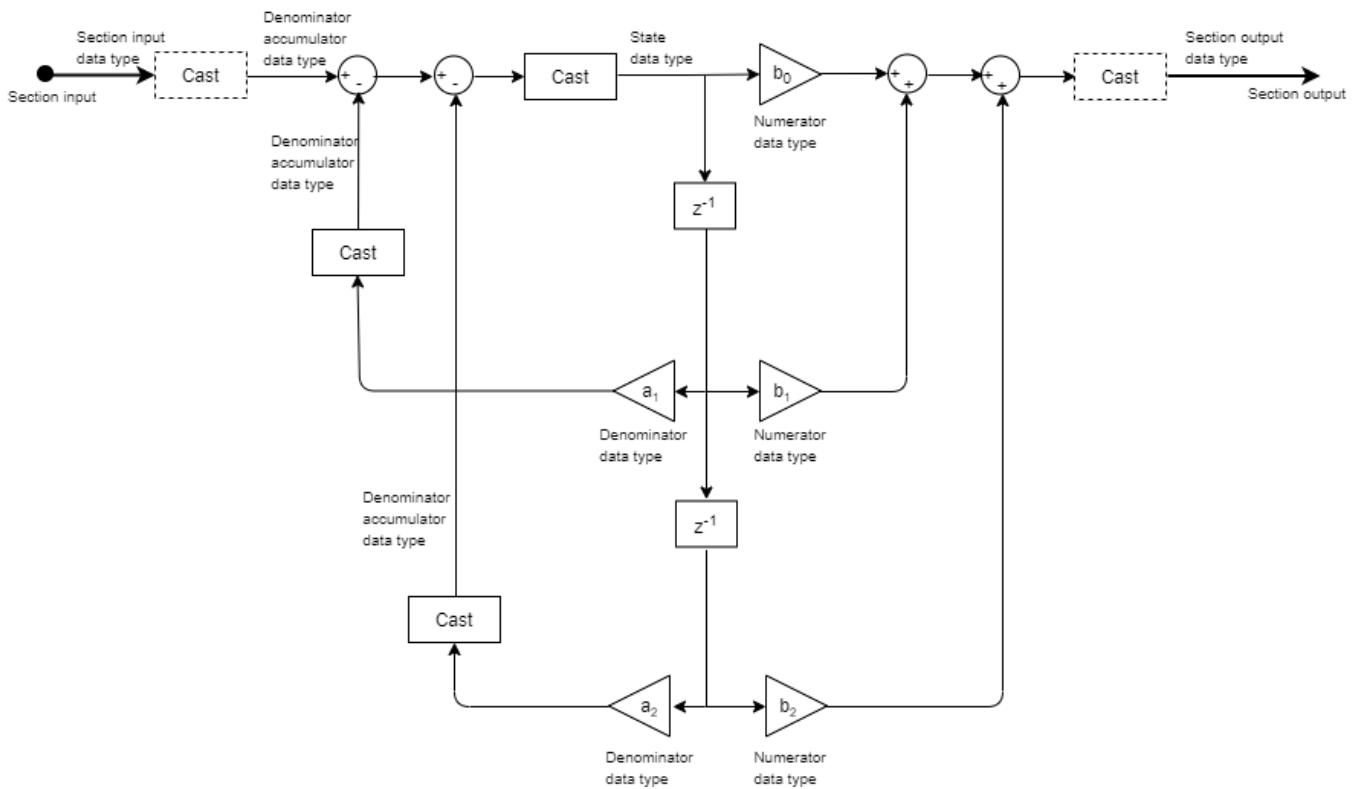 Denominator
accumulator
data type
Section input
data type
State
data type
Section output
data type
Cast
+
-
+
-
Cast
b0
+
+
+
+
Cast
Section input
Section output
Numerator
data type
Denominator
accumulator
data type
z-1
Cast
a1
b1
Denominator
data type
Numerator
data type
Denominator
accumulator
data type
z-1
Cast
a2
b2
Denominator
data type
Numerator
data type